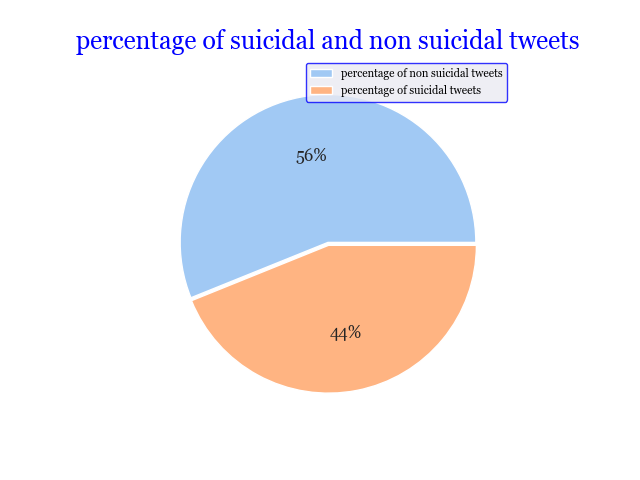 percentage of suicidal and non suicidal tweets
percentage of non suicidal tweets
percentage of suicidal tweets
56%
44%